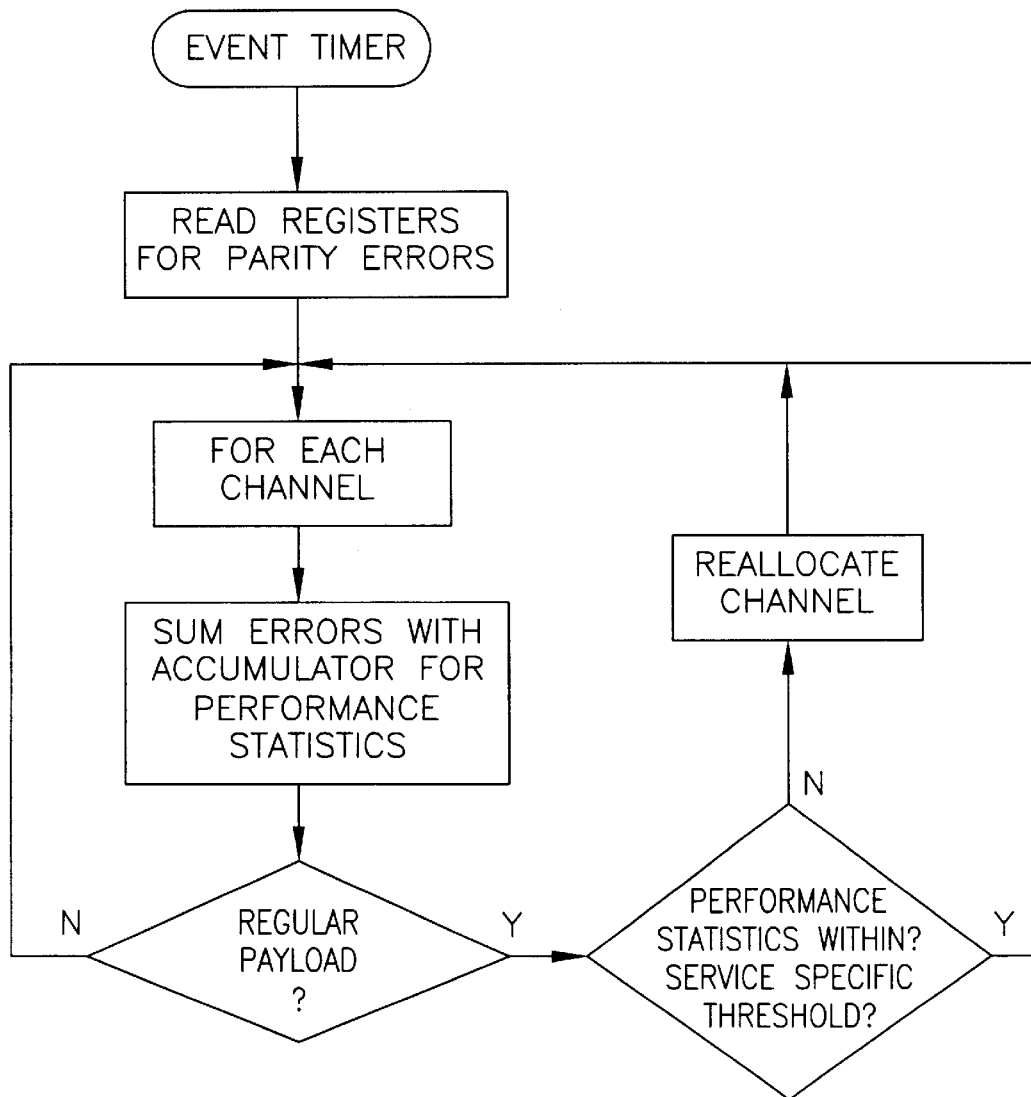 EVENT TIMER
READ REGISTERS
FOR PARITY ERRORS
FOR EACH
CHANNEL
REALLOCATE
CHANNEL
SUM ERRORS WITH
ACCUMULATOR FOR
PERFORMANCE
STATISTICS
N
N
REGULAR
PAYLOAD
?
Y
PERFORMANCE
STATISTICS WITHIN?
SERVICE SPECIFIC
THRESHOLD?
Y